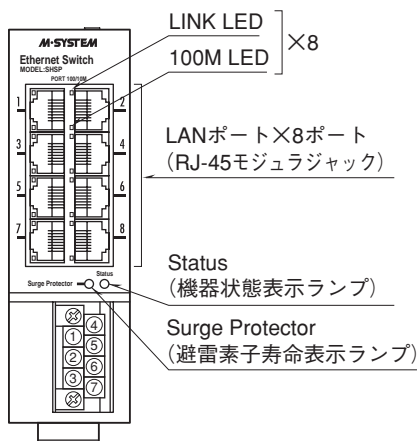 LINK LED
100M LED
×8
M-SYSTEM
Ethernet Switch
MODEL:SHSP
PORT 100/10M
1
2
3
4
5
6
7
8
LANポート×8ポート
(RJ-45モジュラジャック)
Surge Protector
Status
Status
(機器状態表示ランプ)
Surge Protector
(避雷素子寿命表示ランプ)
④
①
⑤
②
⑥
③
⑦